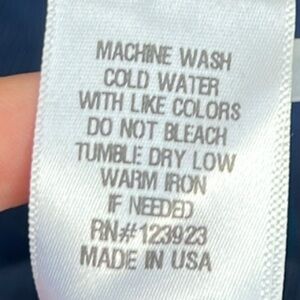 MACHINE WASH
COLD WATER
WITH LIKE COLORS
DO NOT BLEACH
TUMBLE DRY LOW
WARM IRON
IF NEEDED
RN#123923
MADE IN USA